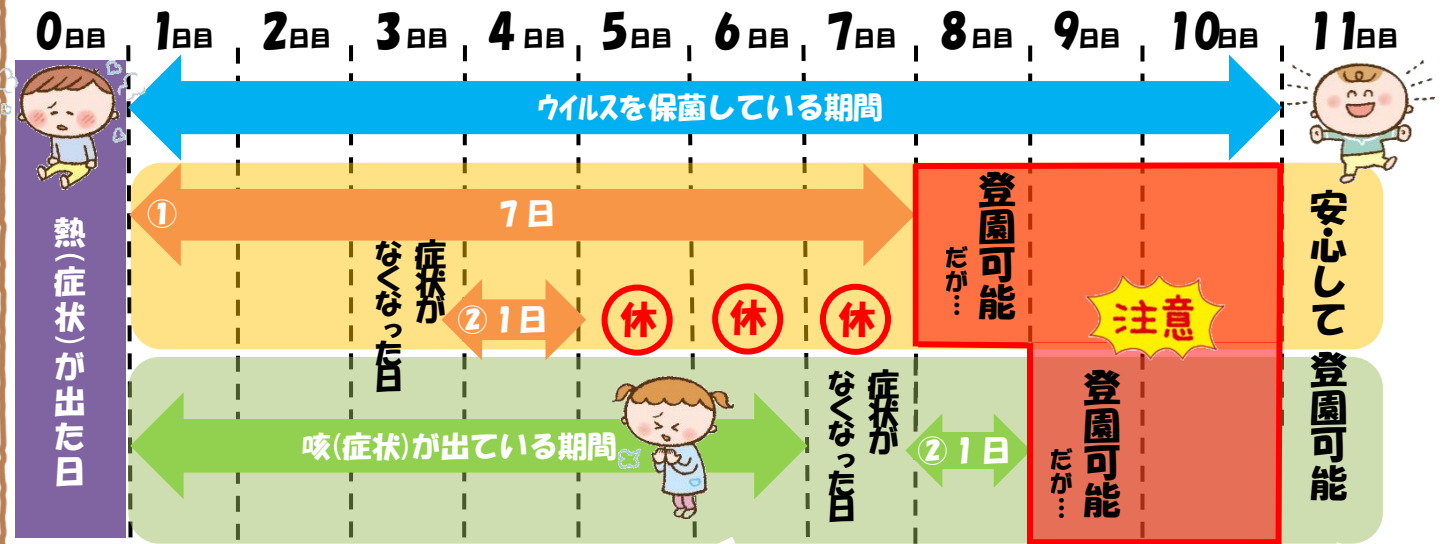 0日目
1日目
2日目
3日目
4日目
5日目
6日目
7日目
8日目
9日目
10日目
11日目
熱(症状)が出た日
ウイルスを保菌している期間
① 7日
症状が
なくなった日
② 1日
休
休
休
登園可能
だが…
注意
安心して登園可能
咳(症状)が出ている期間
症状が
なくなった日
② 1日
登園可能
だが…